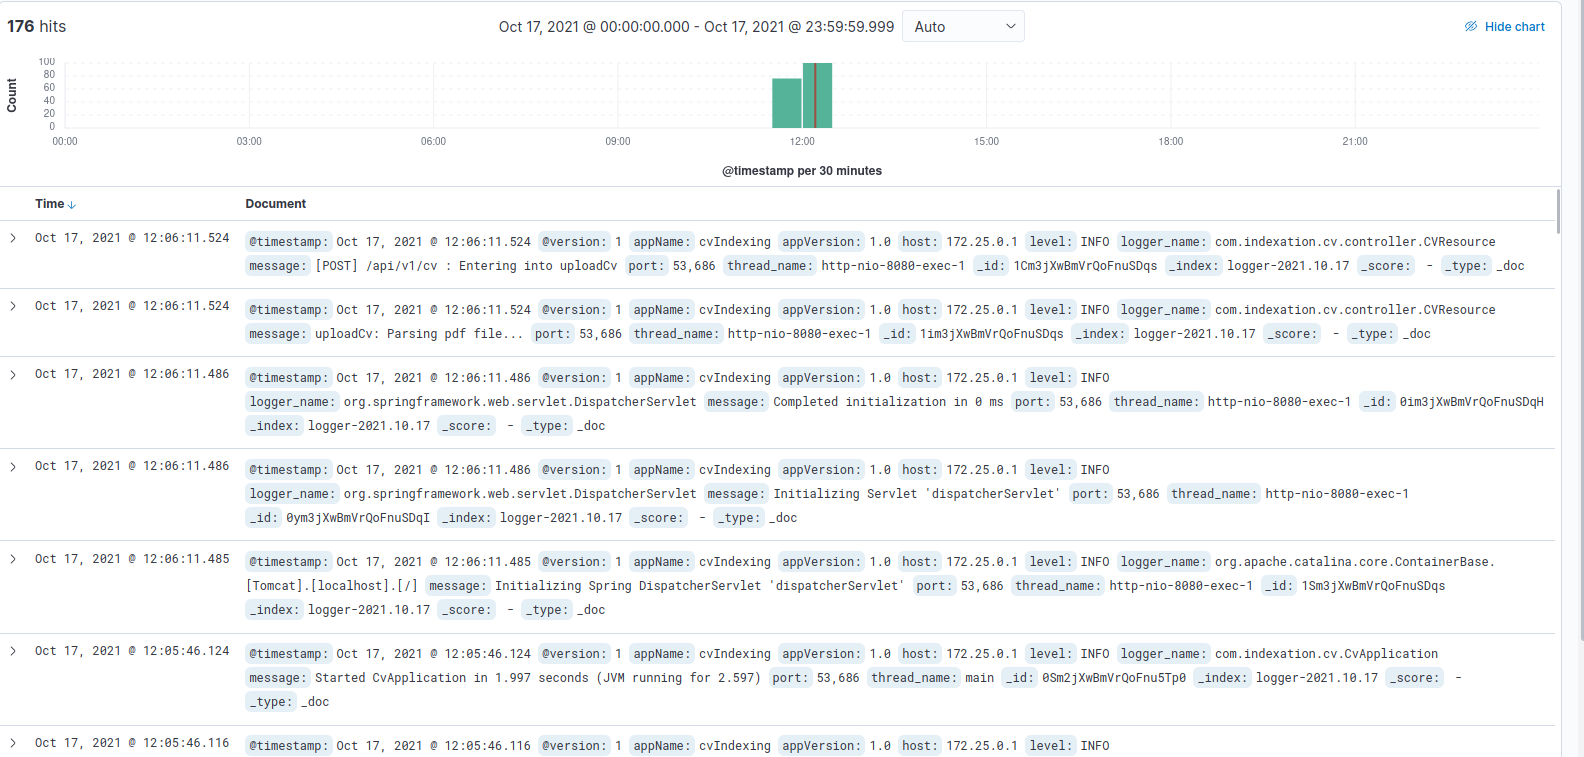 176 hits
Oct 17, 2021 @ 00:00:00.000 - Oct 17, 2021 @ 23:59:59.999
Auto
Hide chart
Count
100
80
60
40
20
0
00:00 03:00 06:00 09:00 12:00 15:00 18:00 21:00
@timestamp per 30 minutes
Time Document
Oct 17, 2021 @ 12:06:11.524 @timestamp: Oct 17, 2021 @ 12:06:11.524 @version: 1 appName: cvIndexing appVersion: 1.0 host: 172.25.0.1 level: INFO logger_name: com.indexation.cv.controller.CVResource
message: [POST] /api/v1/cv : Entering into uploadCv port: 53,686 thread_name: http-nio-8080-exec-1 _id: 1Cm3jXwBmVrQoFnuSDqs _index: logger-2021.10.17 _score: - _type: _doc
Oct 17, 2021 @ 12:06:11.524 @timestamp: Oct 17, 2021 @ 12:06:11.524 @version: 1 appName: cvIndexing appVersion: 1.0 host: 172.25.0.1 level: INFO logger_name: com.indexation.cv.controller.CVResource
message: uploadCv: Parsing pdf file... port: 53,686 thread_name: http-nio-8080-exec-1 _id: 1im3jXwBmVrQoFnuSDqs _index: logger-2021.10.17 _score: - _type: _doc
Oct 17, 2021 @ 12:06:11.486 @timestamp: Oct 17, 2021 @ 12:06:11.486 @version: 1 appName: cvIndexing appVersion: 1.0 host: 172.25.0.1 level: INFO
logger_name: org.springframework.web.servlet.DispatcherServlet message: Completed initialization in 0 ms port: 53,686 thread_name: http-nio-8080-exec-1 _id: 0im3jXwBmVrQoFnuSDqH
_index: logger-2021.10.17 _score: - _type: _doc
Oct 17, 2021 @ 12:06:11.486 @timestamp: Oct 17, 2021 @ 12:06:11.486 @version: 1 appName: cvIndexing appVersion: 1.0 host: 172.25.0.1 level: INFO
logger_name: org.springframework.web.servlet.DispatcherServlet message: Initializing Servlet 'dispatcherServlet' port: 53,686 thread_name: http-nio-8080-exec-1
_id: 0ym3jXwBmVrQoFnuSDqI _index: logger-2021.10.17 _score: - _type: _doc
Oct 17, 2021 @ 12:06:11.485 @timestamp: Oct 17, 2021 @ 12:06:11.485 @version: 1 appName: cvIndexing appVersion: 1.0 host: 172.25.0.1 level: INFO logger_name: org.apache.catalina.core.ContainerBase.
[Tomcat].[localhost].[/] message: Initializing Spring DispatcherServlet 'dispatcherServlet' port: 53,686 thread_name: http-nio-8080-exec-1 _id: 1Sm3jXwBmVrQoFnuSDqs
_index: logger-2021.10.17 _score: - _type: _doc
Oct 17, 2021 @ 12:05:46.124 @timestamp: Oct 17, 2021 @ 12:05:46.124 @version: 1 appName: cvIndexing appVersion: 1.0 host: 172.25.0.1 level: INFO logger_name: com.indexation.cv.CvApplication
message: Started CvApplication in 1.997 seconds (JVM running for 2.597) port: 53,686 thread_name: main _id: 0Sm2jXwBmVrQoFnu5Tp0 _index: logger-2021.10.17 _score: -
_type: _doc
Oct 17, 2021 @ 12:05:46.116 @timestamp: Oct 17, 2021 @ 12:05:46.116 @version: 1 appName: cvIndexing appVersion: 1.0 host: 172.25.0.1 level: INFO